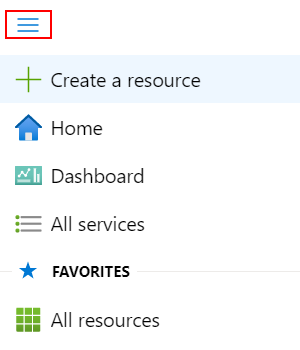 Create a resource
Home
Dashboard
All services
FAVORITES
All resources